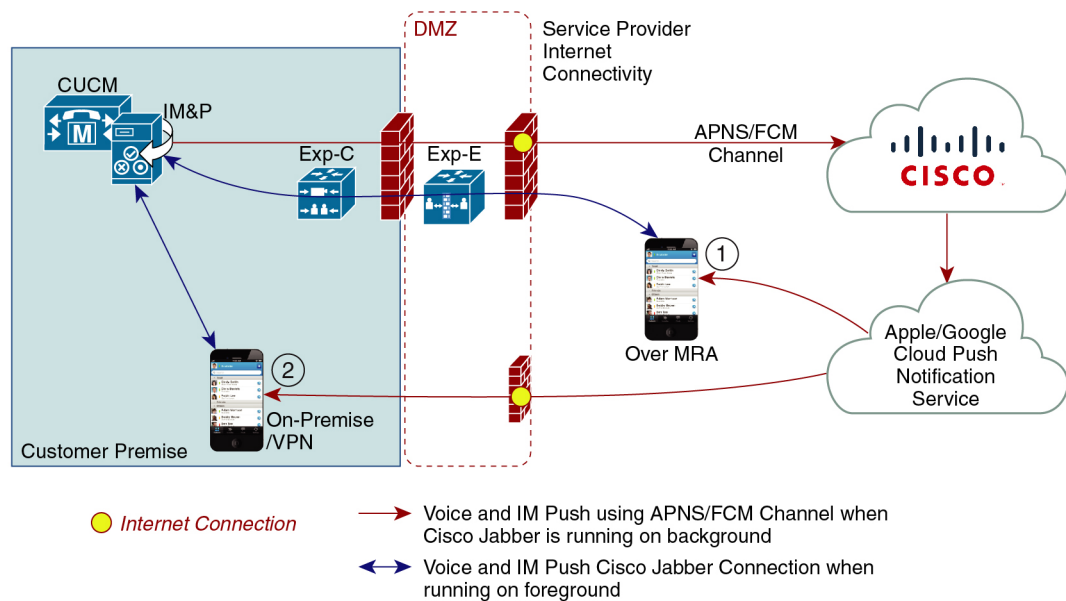 DMZ
Service Provider
Internet
Connectivity
CUCM
IM&P
M
Exp-C
Exp-E
APNS/FCM
Channel
CISCO
1
Over MRA
Apple/Google
Cloud Push
Notification
Service
2
On-Premise
/VPN
Customer Premise
Internet Connection
Voice and IM Push using APNS/FCM Channel when
Cisco Jabber is running on background
Voice and IM Push Cisco Jabber Connection when
running on foreground